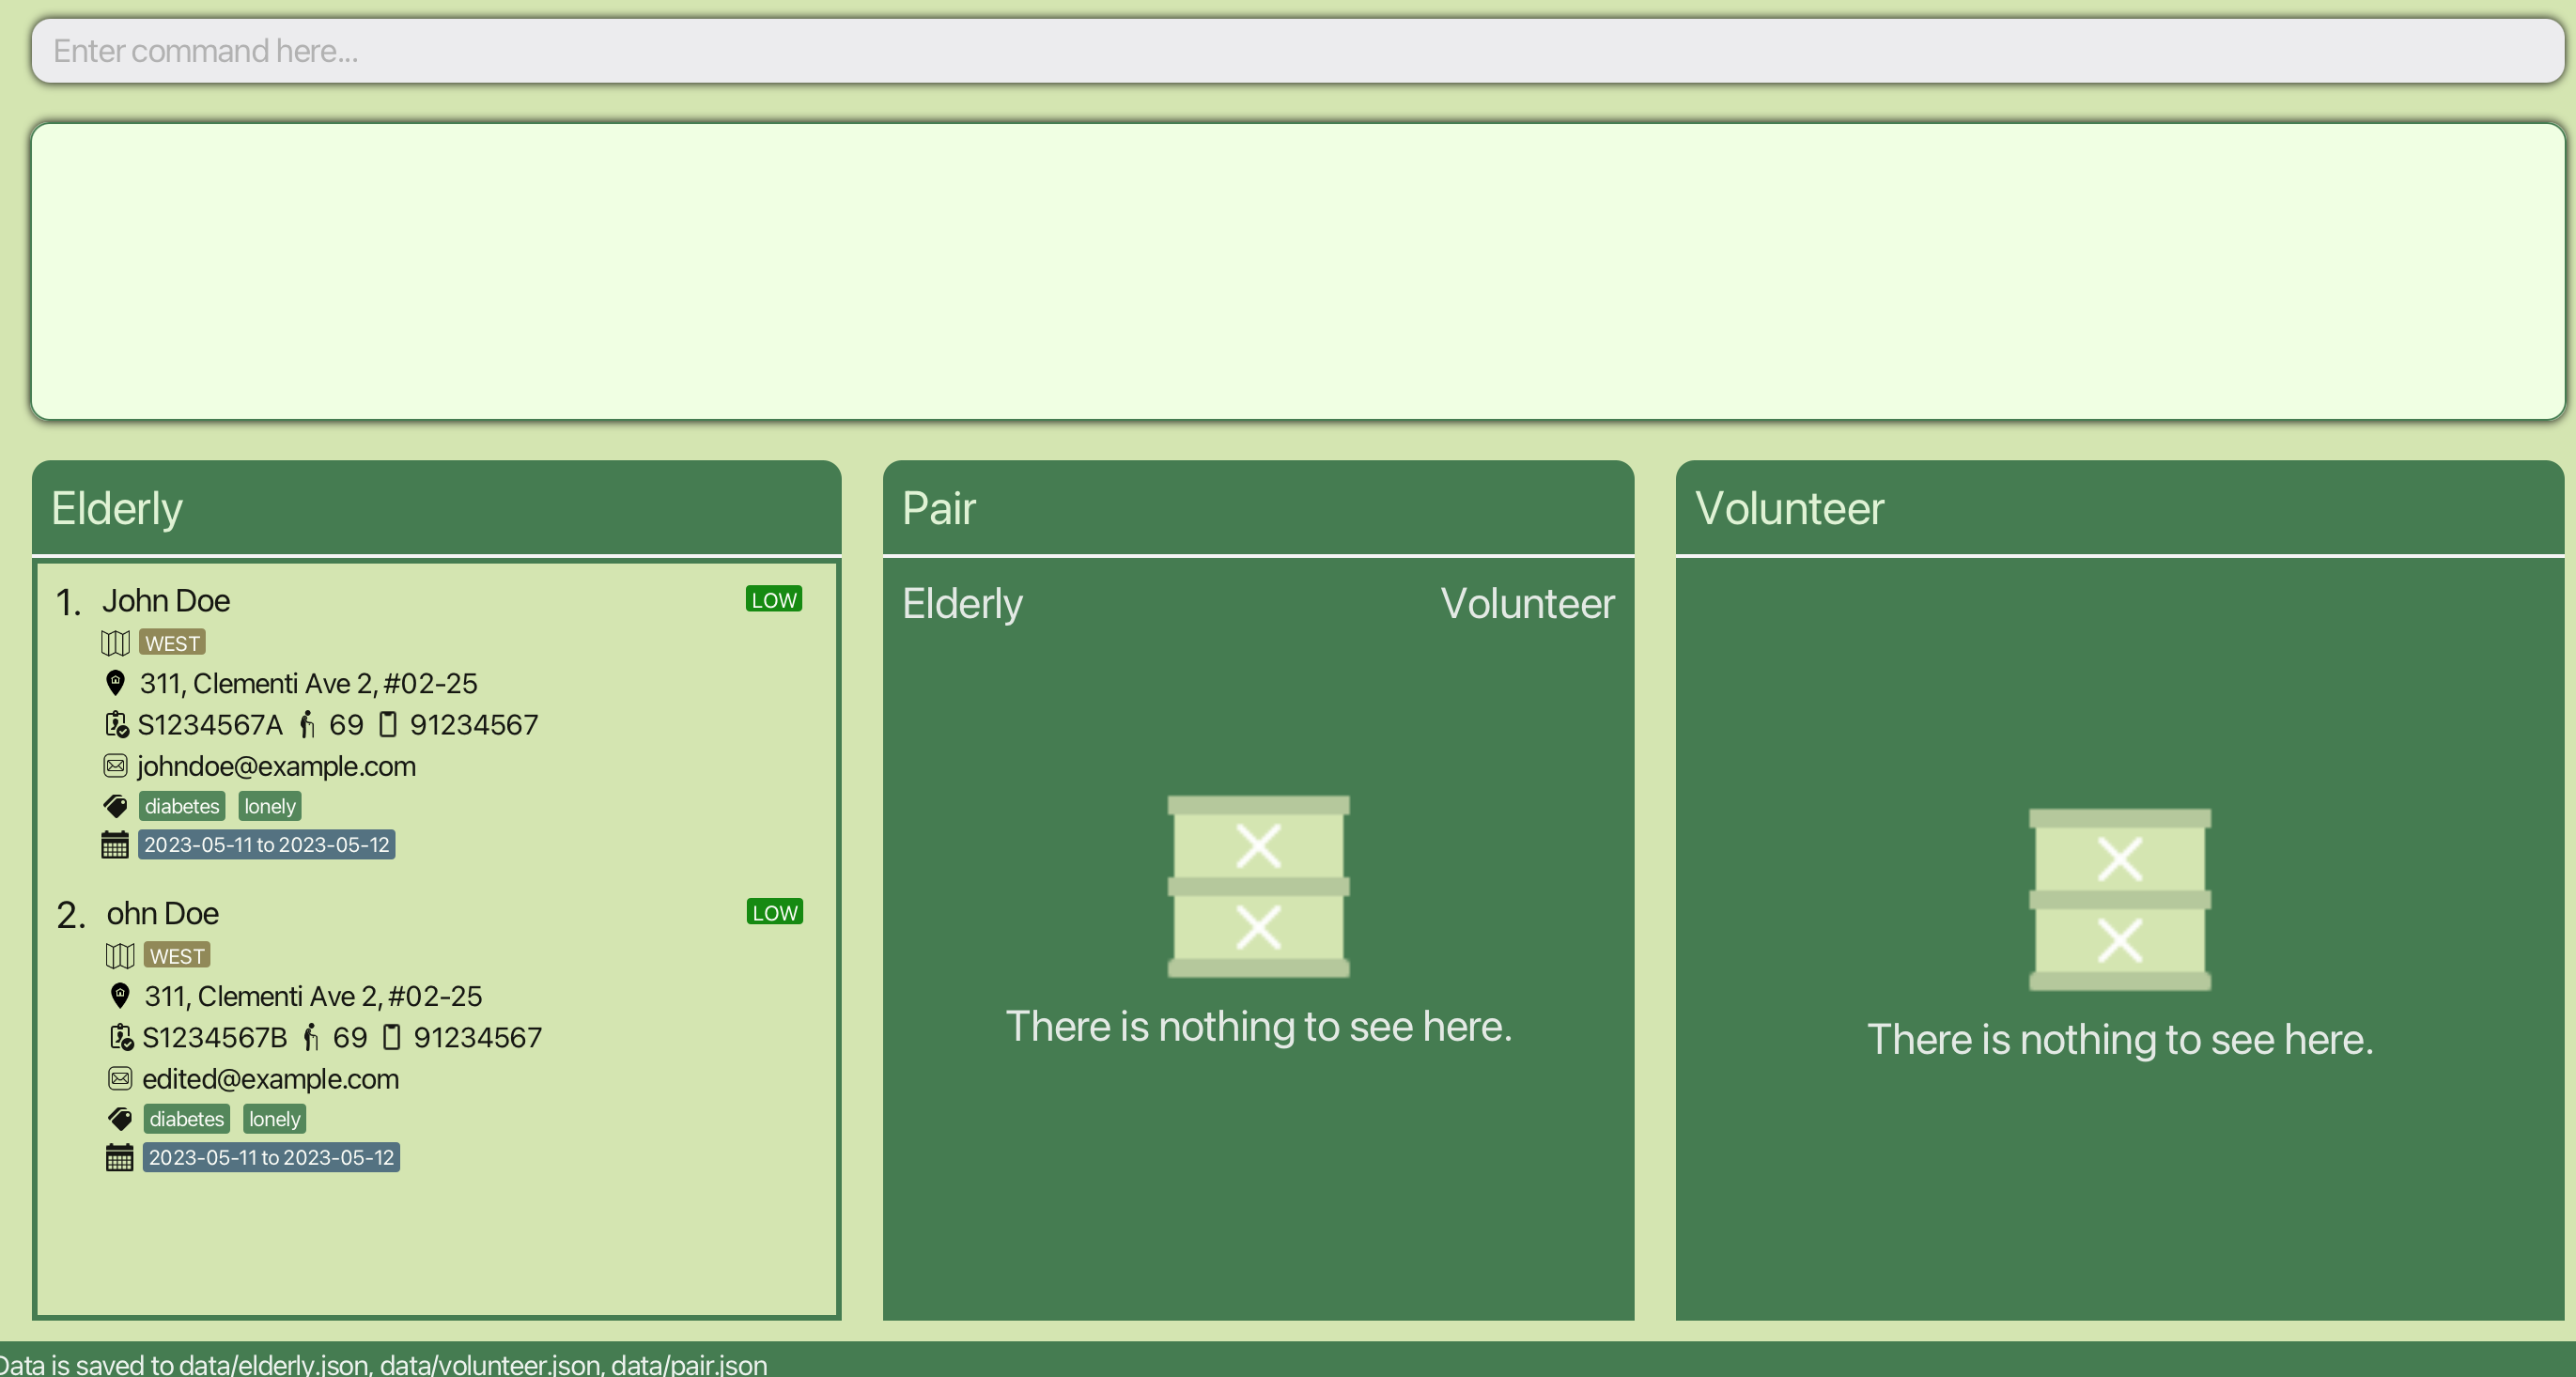 Enter command here...
Elderly
1. John Doe LOW
WEST
311, Clementi Ave 2, #02-25
S1234567A 69 91234567
johndoe@example.com
diabetes lonely
2023-05-11 to 2023-05-12
2. ohn Doe LOW
WEST
311, Clementi Ave 2, #02-25
S1234567B 69 91234567
edited@example.com
diabetes lonely
2023-05-11 to 2023-05-12
Pair
Elderly Volunteer
There is nothing to see here.
Volunteer
There is nothing to see here.
Data is saved to data/elderly.json, data/volunteer.json, data/pair.json